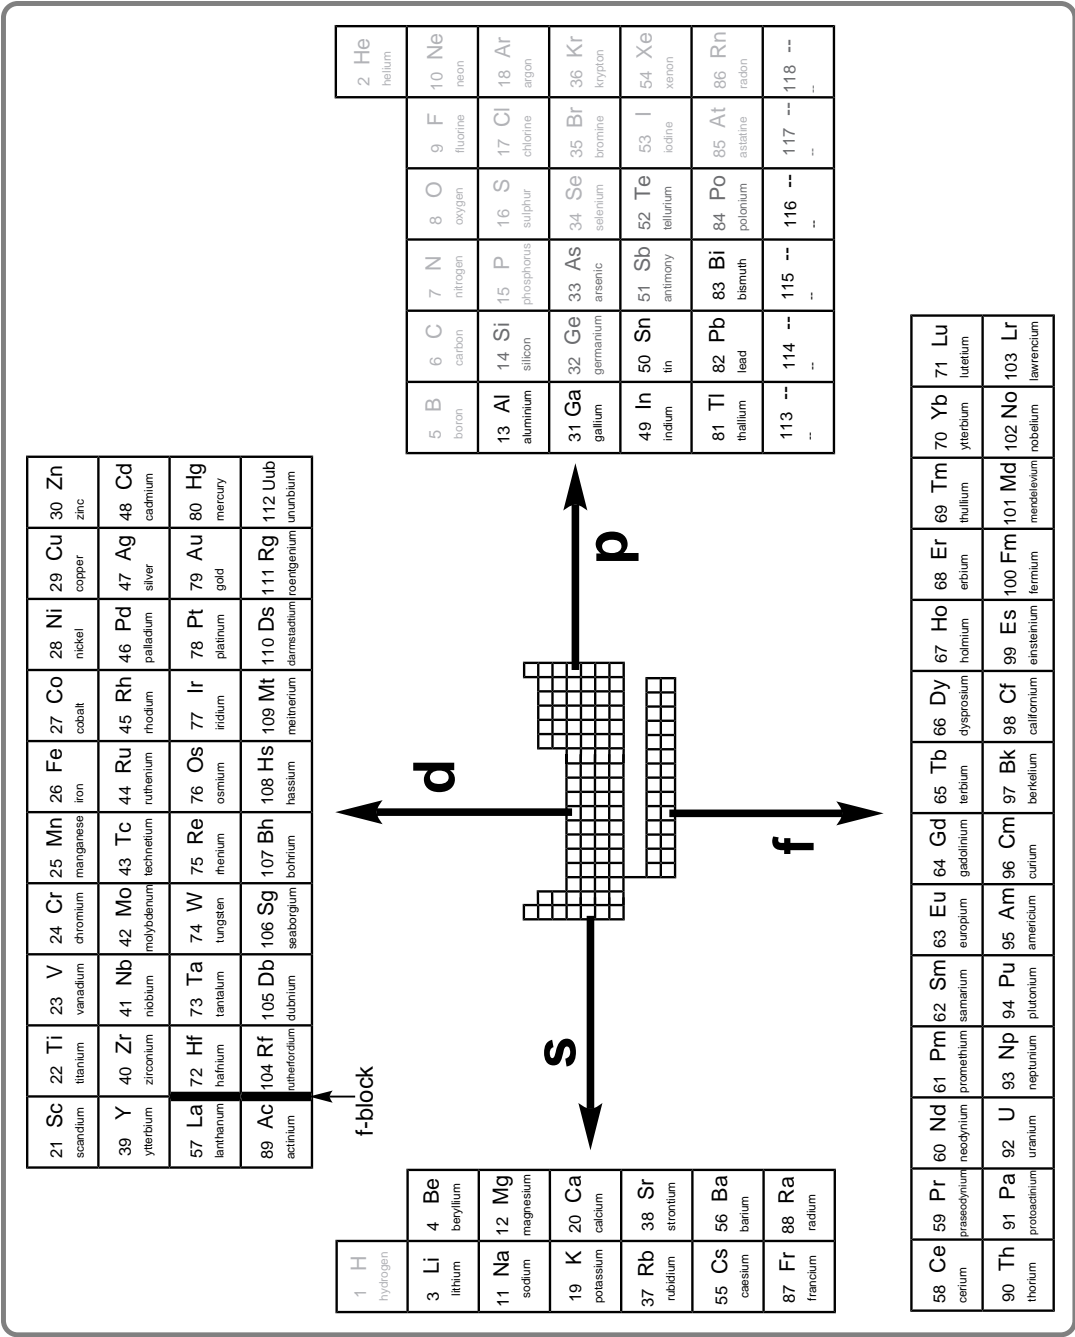 21 Sc 22 Ti 23 V 24 Cr 25 Mn 26 Fe 27 Co 28 Ni 29 Cu 30 Zn
scandium titanium vanadium chromium manganese iron cobalt nickel copper zinc
39 Y 40 Zr 41 Nb 42 Mo 43 Tc 44 Ru 45 Rh 46 Pd 47 Ag 48 Cd
ytterbium zirconium niobium molybdenum technetium ruthenium rhodium palladium silver cadmium
57 La 72 Hf 73 Ta 74 W 75 Re 76 Os 77 Ir 78 Pt 79 Au 80 Hg
lanthanum hafnium tantalum tungsten rhenium osmium iridium platinum gold mercury
89 Ac 104 Rf 105 Db 106 Sg 107 Bh 108 Hs 109 Mt 110 Ds 111 Rg 112 Uub
actinium rutherfordium dubnium seaborgium bohrium hassium meitnerium darmstadtium roentgenium ununbium
f-block
d
1 H
hydrogen
3 Li 4 Be
lithium beryllium
11 Na 12 Mg
sodium magnesium
19 K 20 Ca
potassium calcium
37 Rb 38 Sr
rubidium strontium
55 Cs 56 Ba
caesium barium
87 Fr 88 Ra
francium radium
s
p
2 He
helium
5 B 6 C 7 N 8 O 9 F 10 Ne
boron carbon nitrogen oxygen fluorine neon
13 Al 14 Si 15 P 16 S 17 Cl 18 Ar
aluminium silicon phosphorus sulphur chlorine argon
31 Ga 32 Ge 33 As 34 Se 35 Br 36 Kr
gallium germanium arsenic selenium bromine krypton
49 In 50 Sn 51 Sb 52 Te 53 I 54 Xe
indium tin antimony tellurium iodine xenon
81 Tl 82 Pb 83 Bi 84 Po 85 At 86 Rn
thallium lead bismuth polonium astatine radon
113 -- 114 -- 115 -- 116 -- 117 -- 118 --
-- -- -- -- -- --
f
58 Ce 59 Pr 60 Nd 61 Pm 62 Sm 63 Eu 64 Gd 65 Tb 66 Dy 67 Ho 68 Er 69 Tm 70 Yb 71 Lu
cerium praseodynium neodynium promethium samarium europium gadolinium terbium dysprosium holmium erbium thullium ytterbium lutetium
90 Th 91 Pa 92 U 93 Np 94 Pu 95 Am 96 Cm 97 Bk 98 Cf 99 Es 100 Fm 101 Md 102 No 103 Lr
thorium protoactinium uranium neptunium plutonium americium curium berkelium californium einsteinium fermium mendelevium nobelium lawrencium